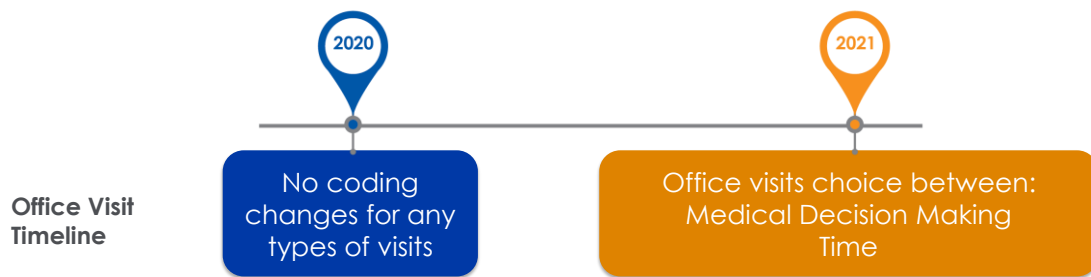 2020
2021
No coding
changes for any
types of visits
Office visits choice between:
Medical Decision Making
Time
Office Visit
Timeline